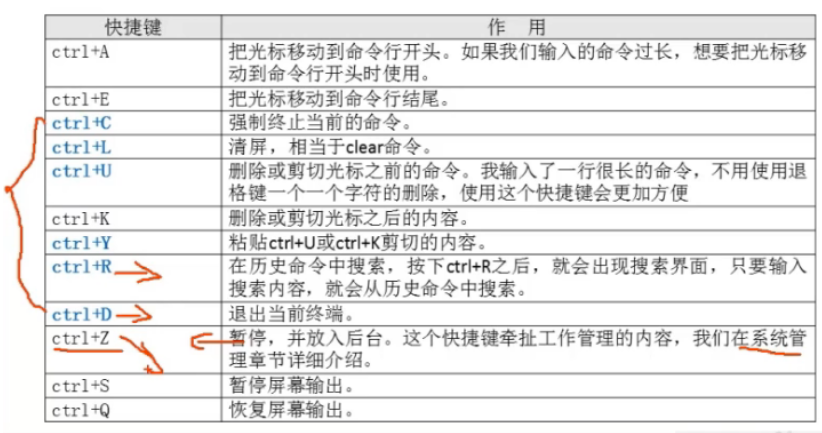 快捷键 作 用
ctrl+A 把光标移动到命令行开头。如果我们输入的命令过长，想要把光标移
动到命令行开头时使用。
ctrl+E 把光标移动到命令行结尾。
ctrl+C 强制终止当前的命令。
ctrl+L 清屏，相当于clear命令。
ctrl+U 删除或剪切光标之前的命令。我输入了一行很长的命令，不用使用退
格键一个一个字符的删除，使用这个快捷键会更加方便
ctrl+K 删除或剪切光标之后的内容。
ctrl+Y 粘贴ctrl+U或ctrl+K剪切的内容。
ctrl+R 在历史命令中搜索，按下ctrl+R之后，就会出现搜索界面，只要输入
搜索内容，就会从历史命令中搜索。
ctrl+D 退出当前终端。
ctrl+Z 暂停，并放入后台。这个快捷键牵扯工作管理的内容，我们在系统管
理章节详细介绍。
ctrl+S 暂停屏幕输出。
ctrl+Q 恢复屏幕输出。